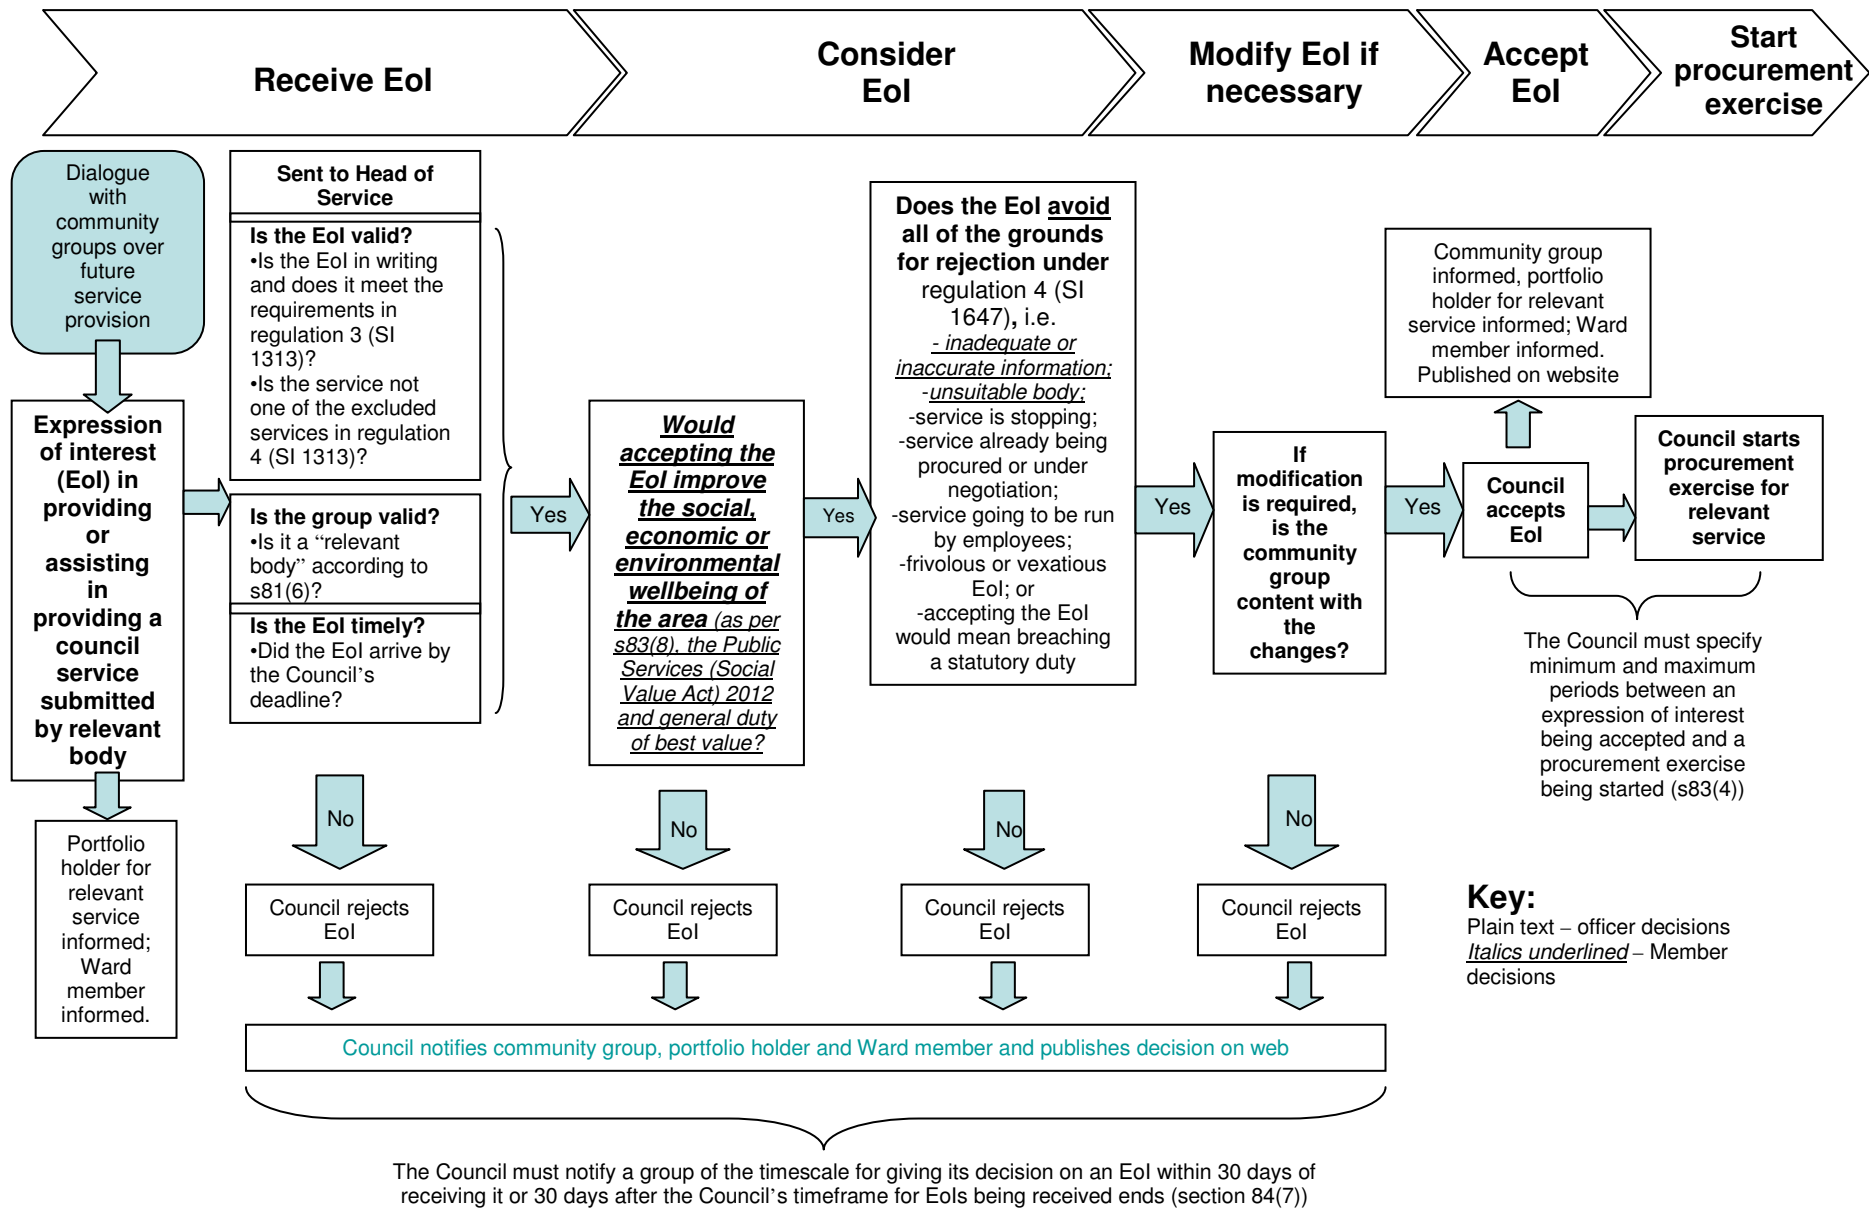 Receive EoI
Consider
EoI
Modify EoI if
necessary
Accept
EoI
Start
procurement
exercise
Dialogue
with
community
groups over
future
service
provision
Expression
of interest
(EoI) in
providing
or
assisting
in
providing a
council
service
submitted
by relevant
body
Portfolio
holder for
relevant
service
informed;
Ward
member
informed.
Sent to Head of
Service
Is the EoI valid?
•Is the EoI in writing
and does it meet the
requirements in
regulation 3 (SI
1313)?
•Is the service not
one of the excluded
services in regulation
4 (SI 1313)?
Is the group valid?
•Is it a “relevant
body” according to
s81(6)?
Is the EoI timely?
•Did the EoI arrive by
the Council’s
deadline?
Yes
Would
accepting the
EoI improve
the social,
economic or
environmental
wellbeing of
the area (as per
s83(8), the Public
Services (Social
Value Act) 2012
and general duty
of best value?
Yes
Does the EoI avoid
all of the grounds
for rejection under
regulation 4 (SI
1647), i.e.
- inadequate or
inaccurate information;
-unsuitable body;
-service is stopping;
-service already being
procured or under
negotiation;
-service going to be run
by employees;
-frivolous or vexatious
EoI; or
-accepting the EoI
would mean breaching
a statutory duty
Yes
If
modification
is required,
is the
community
group
content with
the
changes?
Yes
Community group
informed, portfolio
holder for relevant
service informed; Ward
member informed.
Published on website
Council
accepts
EoI
Council starts
procurement
exercise for
relevant
service
The Council must specify
minimum and maximum
periods between an
expression of interest
being accepted and a
procurement exercise
being started (s83(4))
No
No
No
No
Council rejects
EoI
Council rejects
EoI
Council rejects
EoI
Council rejects
EoI
Key:
Plain text – officer decisions
Italics underlined – Member
decisions
Council notifies community group, portfolio holder and Ward member and publishes decision on web
The Council must notify a group of the timescale for giving its decision on an EoI within 30 days of
receiving it or 30 days after the Council’s timeframe for EoIs being received ends (section 84(7))